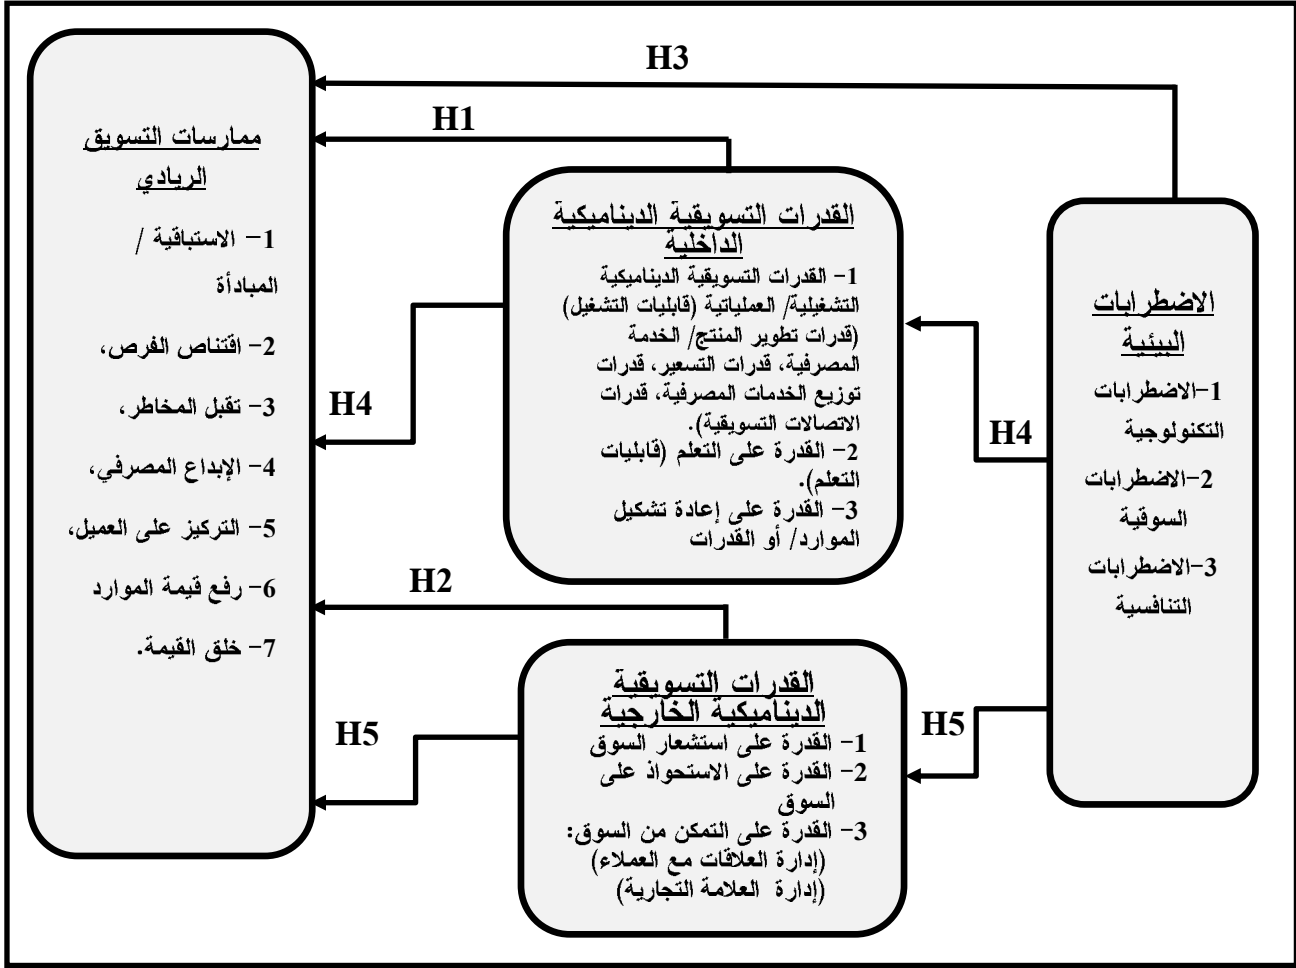 H3
H1
الاضطرابات
البيئية
1-الاضطرابات
التكنولوجية
2-الاضطرابات
السوقية
3-الاضطرابات
التنافسية
H4
H5
القدرات التسويقية الديناميكية
الداخلية
1- القدرات التسويقية الديناميكية
التشغيلية/ العملياتية (قابليات التشغيل)
(قدرات تطوير المنتج/ الخدمة
المصرفية، قدرات التسعير، قدرات
توزيع الخدمات المصرفية، قدرات
الاتصالات التسويقية).
2- القدرة على التعلم (قابليات
التعلم).
3- القدرة على إعادة تشكيل
الموارد/ أو القدرات
H4
H2
القدرات التسويقية
الديناميكية الخارجية
1- القدرة على استشعار السوق
2- القدرة على الاستحواذ على
السوق
3- القدرة على التمكن من السوق:
(إدارة العلاقات مع العملاء)
(إدارة العلامة التجارية)
H5
ممارسات التسويق
الريادي
1- الاستباقية /
المبادأة
2- اقتناص الفرص،
3- تقبل المخاطر،
4- الإبداع المصرفي،
5- التركيز على العميل،
6- رفع قيمة الموارد
7- خلق القيمة.